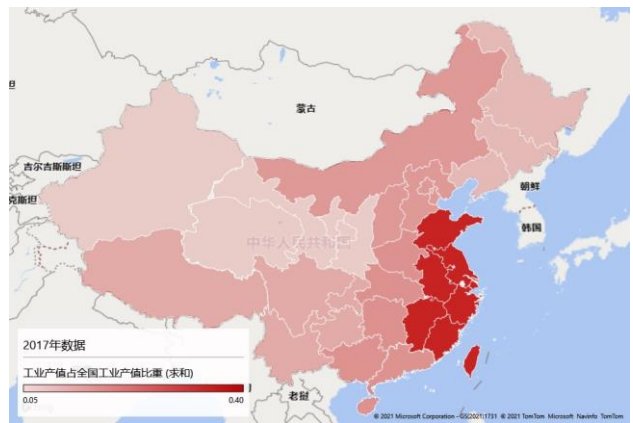 蒙古
旦
吉尔吉斯斯坦
克斯坦
朝鲜
韩国
中华人民共和国
老挝
2017年数据
工业产值占全国工业产值比重 (求和)
0.05
0.40
© 2021 Microsoft Corporation - GS(2021)1731 © 2021 TomTom Microsoft Navinfo TomTom